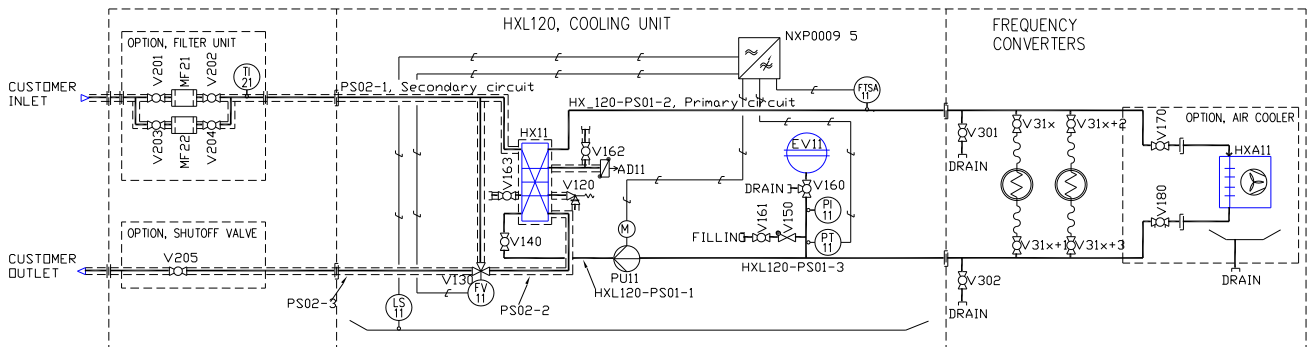 HXL120, COOLING UNIT
FREQUENCY
CONVERTERS
NXP0009 5
OPTION, FILTER UNIT
V201
MF21
V202
TI
21
CUSTOMER
INLET
V203
MF22
V204
PS02-1, Secondary circuit
HX_120-PS01-2, Primary circuit
FTSA
11
HX11
V162
AD11
V163
V120
V140
EV11
DRAIN
V160
PI
11
V161
V150
FILLING
PT
11
M
PU11
HXL120-PS01-3
HXL120-PS01-1
V301
DRAIN
V31x
V31x+2
V31x+1
V31x+3
V302
DRAIN
V170
OPTION, AIR COOLER
HXA11
V180
DRAIN
OPTION, SHUTOFF VALVE
V205
CUSTOMER
OUTLET
PS02-3
V130
FV
11
PS02-2
LS
11